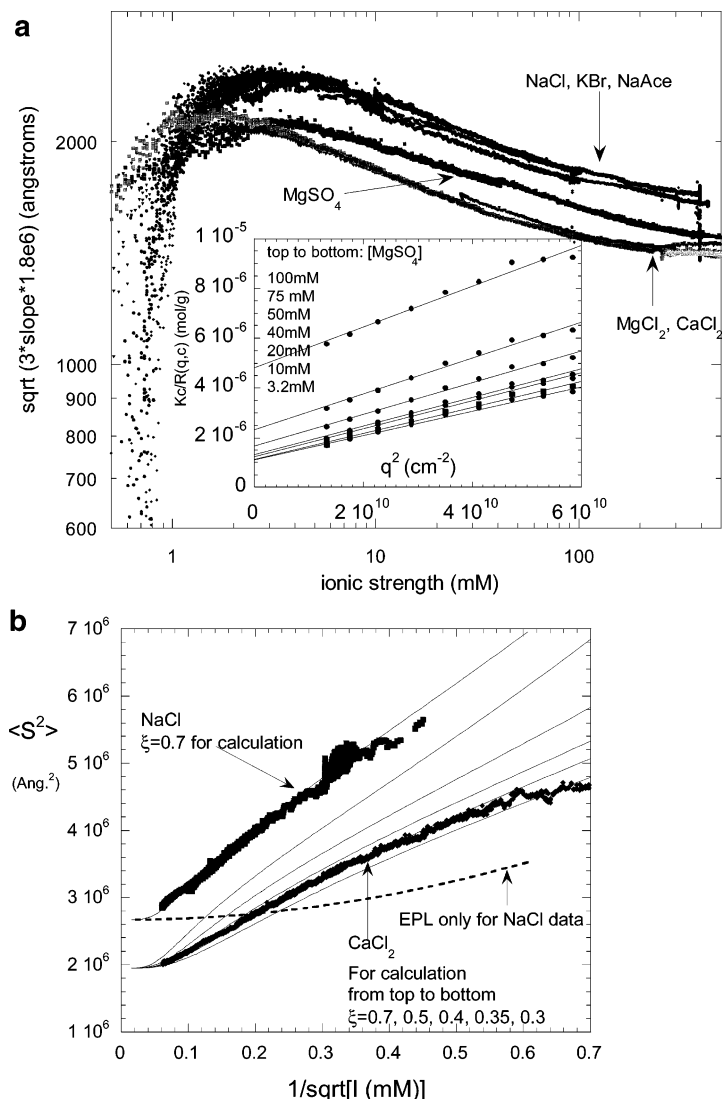 a
sqrt (3*slope*1.8e6) (angstroms)
2000
1000
900
800
700
600
NaCl, KBr, NaAce
MgSO4
MgCl2, CaCl2
Kc/R(q,c) (mol/g)
1 10-5
8 10-6
6 10-6
4 10-6
2 10-6
0
top to bottom: [MgSO4]
100mM
75 mM
50mM
40mM
20mM
10mM
3.2mM
q2 (cm-2)
0
2 1010
4 1010
6 1010
1
10
100
ionic strength (mM)
b
<S2>
(Ang.2)
7 106
6 106
5 106
4 106
3 106
2 106
1 106
NaCl
ξ=0.7 for calculation
EPL only for NaCl data
CaCl2
For calculation
from top to bottom
ξ=0.7, 0.5, 0.4, 0.35, 0.3
0
0.1
0.2
0.3
0.4
0.5
0.6
0.7
1/sqrt[I (mM)]